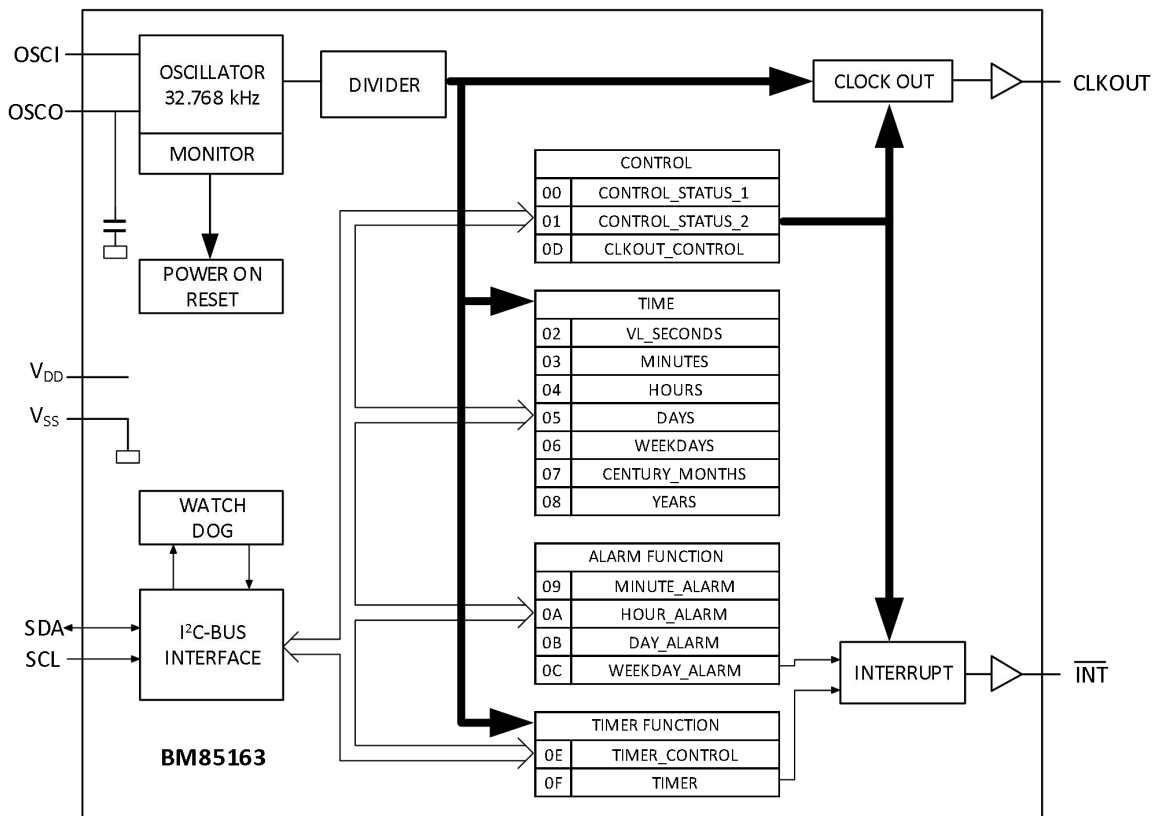 OSCI
OSCO
OSCILLATOR
32.768 kHz
MONITOR
DIVIDER
CLOCK OUT
CLKOUT
POWER ON
RESET
CONTROL
00 CONTROL_STATUS_1
01 CONTROL_STATUS_2
0D CLKOUT_CONTROL
TIME
02 VL_SECONDS
03 MINUTES
04 HOURS
05 DAYS
06 WEEKDAYS
07 CENTURY_MONTHS
08 YEARS
VDD
VSS
WATCH
DOG
SDA
SCL
I²C-BUS
INTERFACE
ALARM FUNCTION
09 MINUTE_ALARM
0A HOUR_ALARM
0B DAY_ALARM
0C WEEKDAY_ALARM
INTERRUPT
INT
TIMER FUNCTION
0E TIMER_CONTROL
0F TIMER
BM85163